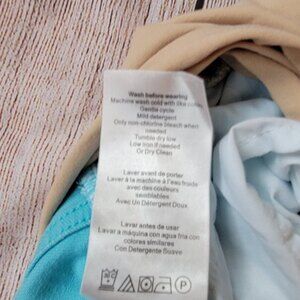 Wash before wearing
Machine wash cold with like colors
Gentle cycle
Mild detergent
Only non-chlorine bleach when
needed
Tumble dry low
Low iron if needed
Or Dry Clean
Laver avant de porter
Laver à la machine à l'eau froide
avec des couleurs
semblables
Avec Un Détergent Doux
Lavar antes de usar
Lavar a máquina con agua fria con
colores similares
Con Detergente Suave
P